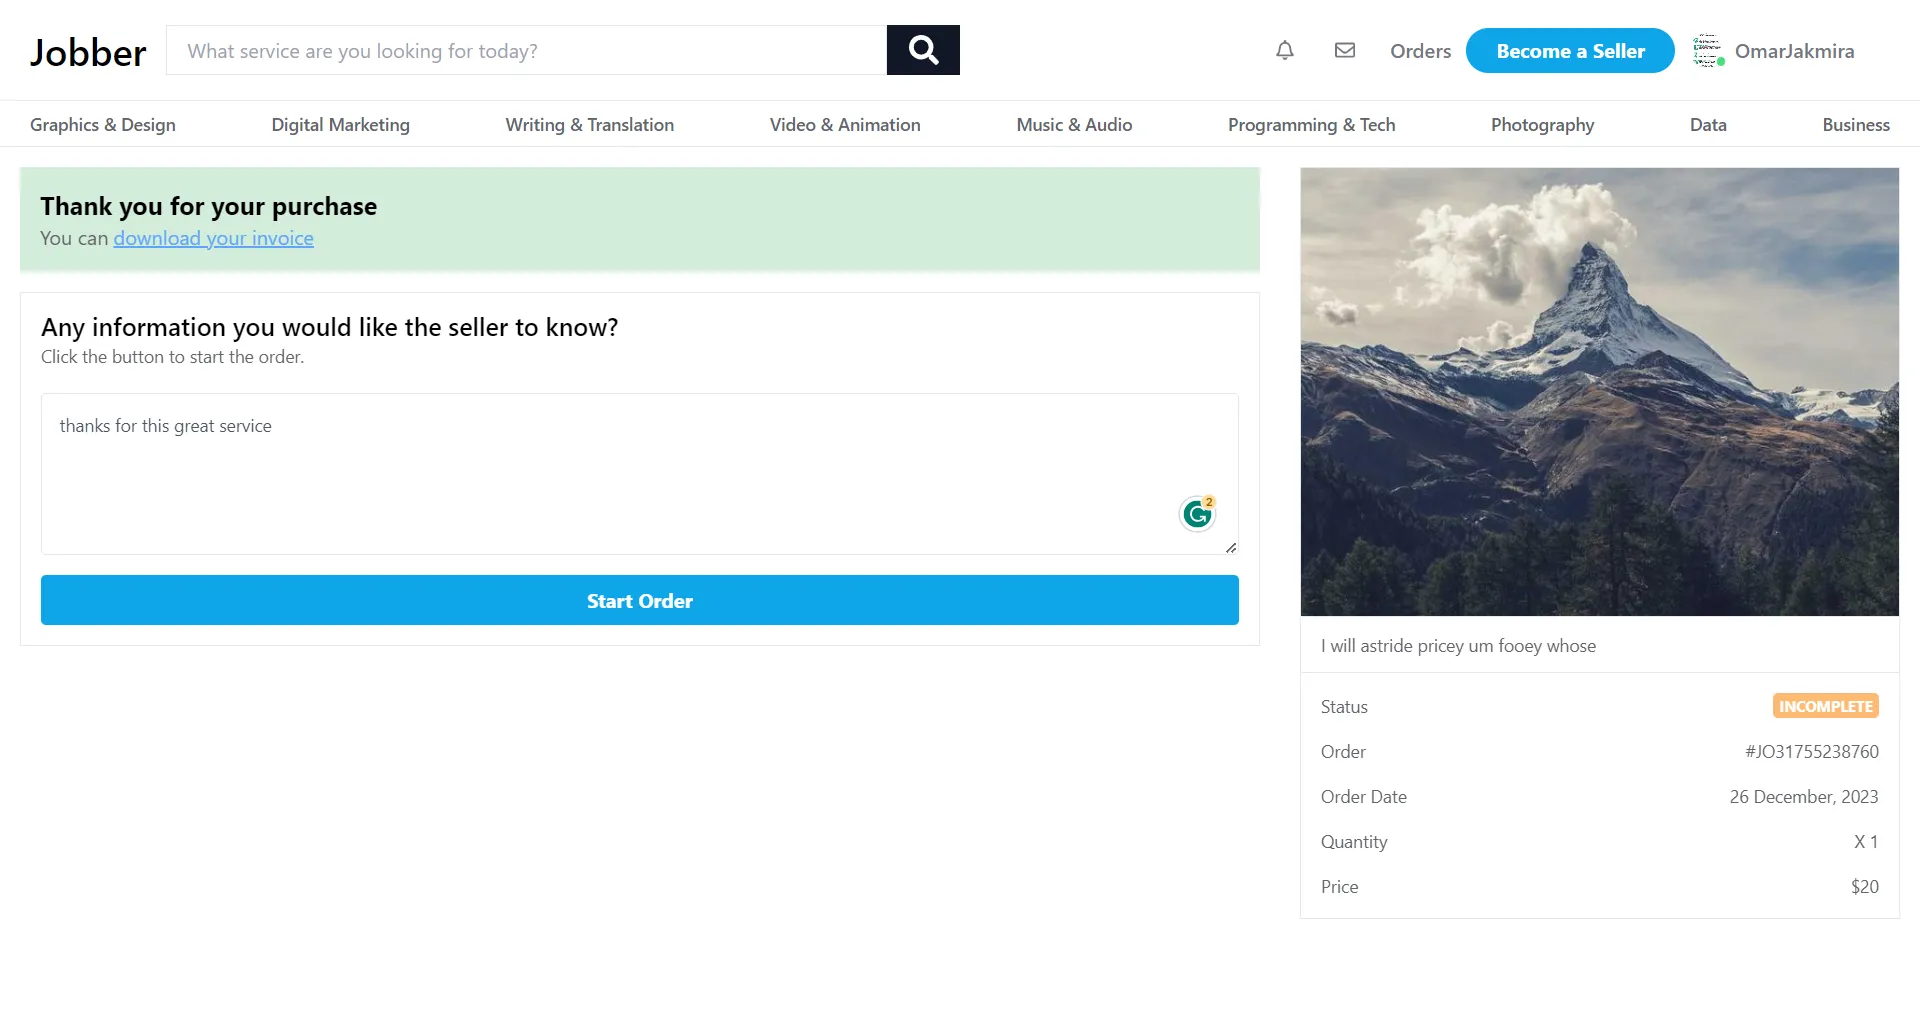 Jobber
What service are you looking for today?
Orders
Become a Seller
OmarJakmira
Graphics & Design
Digital Marketing
Writing & Translation
Video & Animation
Music & Audio
Programming & Tech
Photography
Data
Business
Thank you for your purchase
You can download your invoice
Any information you would like the seller to know?
Click the button to start the order.
thanks for this great service
2
Start Order
I will astride pricey um fooey whose
Status INCOMPLETE
Order #JO31755238760
Order Date 26 December, 2023
Quantity X 1
Price $20